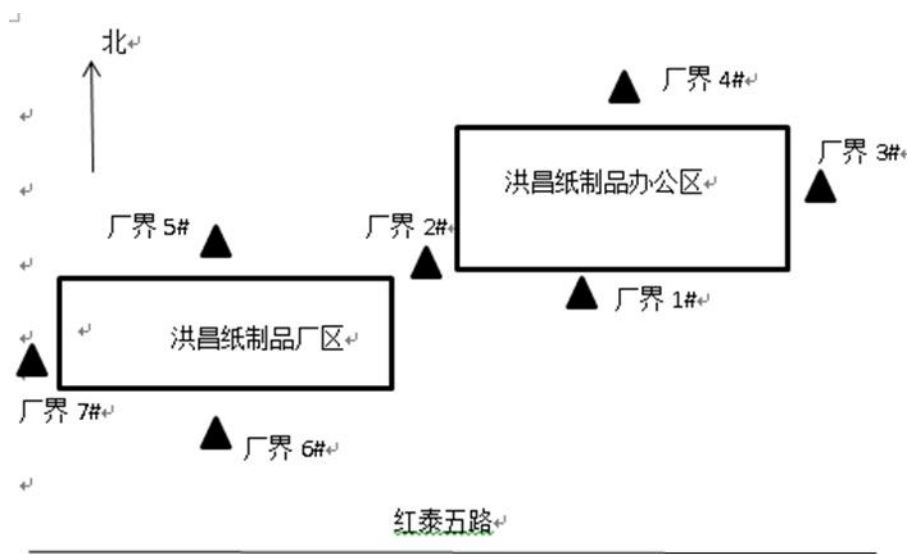 北
厂界 4#
厂界 3#
洪昌纸制品办公区
厂界 5#
厂界 2#
厂界 1#
洪昌纸制品厂区
厂界 7#
厂界 6#
红泰五路